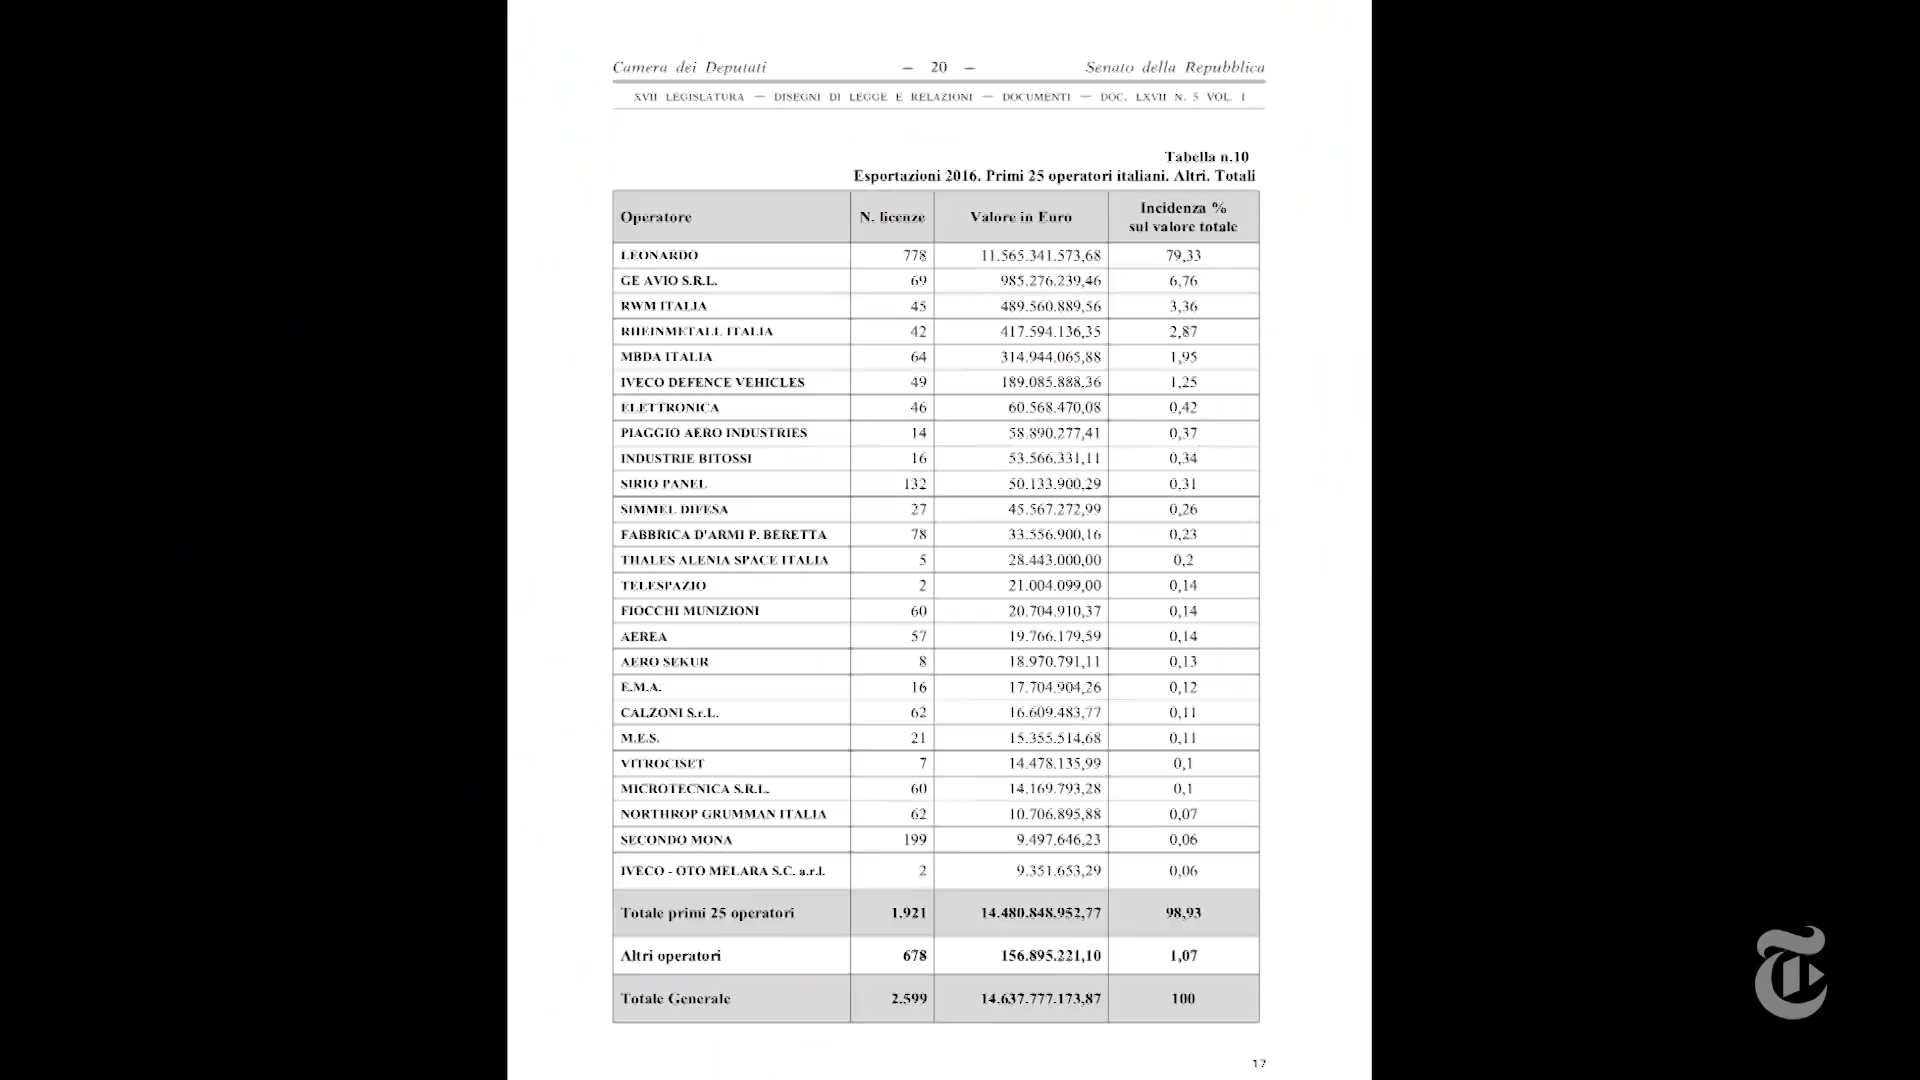 Camera dei Deputati — 20 — Senato della Repubblica
XVII LEGISLATURA — DISEGNI DI LEGGE E RELAZIONI — DOCUMENTI — DOC. LXVII N. 5 VOL. I
Tabella n.10
Esportazioni 2016. Primi 25 operatori italiani. Altri. Totali
Operatore N. licenze Valore in Euro Incidenza % sul valore totale
LEONARDO 778 11.565.341.573,68 79,33
GE AVIO S.R.L. 69 985.276.239,46 6,76
RWM ITALIA 45 489.560.889,56 3,36
RHEINMETALL ITALIA 42 417.594.136,35 2,87
MBDA ITALIA 64 314.944.065,88 1,95
IVECO DEFENCE VEHICLES 49 189.085.888,36 1,25
ELETTRONICA 46 60.568.470,08 0,42
PIAGGIO AERO INDUSTRIES 14 58.890.277,41 0,37
INDUSTRIE BITOSSI 16 53.566.331,11 0,34
SIRIO PANEL 132 50.133.900,29 0,31
SIMMEL DIFESA 27 45.567.272,99 0,26
FABBRICA D'ARMI P. BERETTA 78 33.556.900,16 0,23
THALES ALENIA SPACE ITALIA 5 28.443.000,00 0,2
TELESPAZIO 2 21.004.099,00 0,14
FIOCCHI MUNIZIONI 60 20.704.910,37 0,14
AEREA 57 19.766.179,59 0,14
AERO SEKUR 8 18.970.791,11 0,13
E.M.A. 16 17.704.904,26 0,12
CALZONI S.r.L. 62 16.609.483,77 0,11
M.E.S. 21 15.355.514,68 0,11
VITROCISET 7 14.478.135,99 0,1
MICROTECNICA S.R.L. 60 14.169.793,28 0,1
NORTHROP GRUMMAN ITALIA 62 10.706.895,88 0,07
SECONDO MONA 199 9.497.646,23 0,06
IVECO - OTO MELARA S.C. a.r.l. 2 9.351.653,29 0,06
Totale primi 25 operatori 1.921 14.480.848.952,77 98,93
Altri operatori 678 156.895.221,10 1,07
Totale Generale 2.599 14.637.777.173,87 100
17